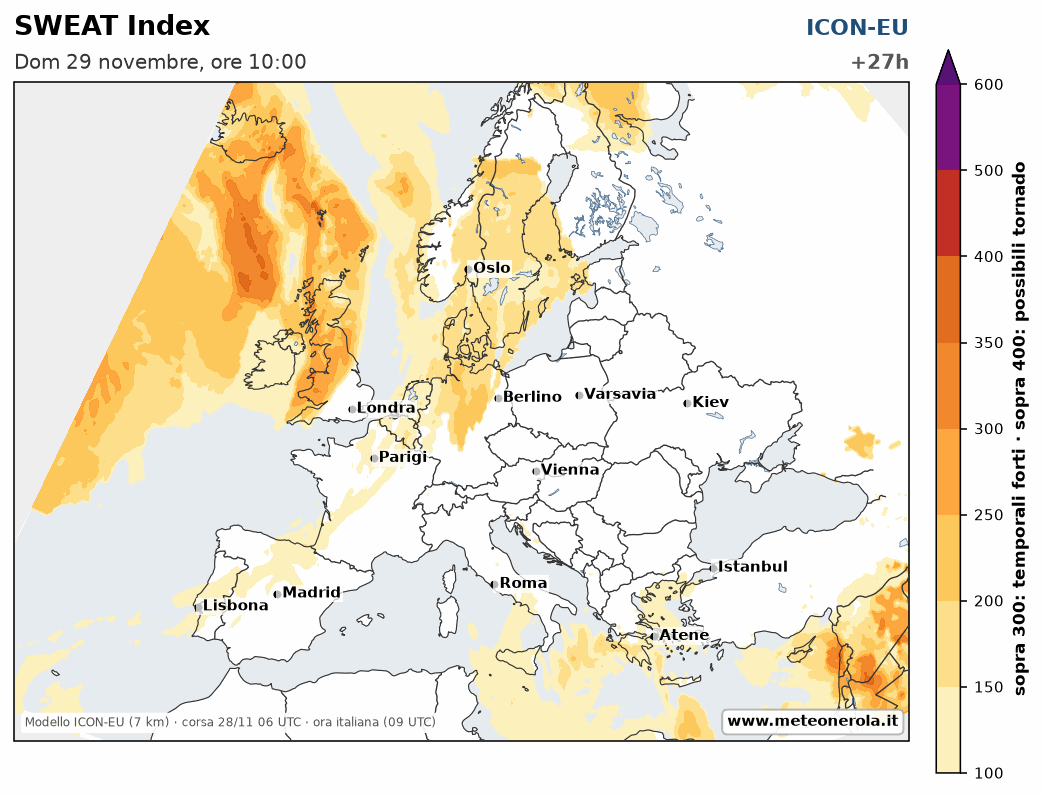 SWEAT Index
ICON-EU
Dom 29 novembre, ore 10:00
+27h
600
500
400
350
300
250
200
150
100
sopra 300: temporali forti · sopra 400: possibili tornado
Oslo
Berlino
Varsavia
Kiev
Londra
Parigi
Vienna
Istanbul
Roma
Madrid
Lisbona
Atene
Modello ICON-EU (7 km) · corsa 28/11 06 UTC · ora italiana (09 UTC)
www.meteonerola.it